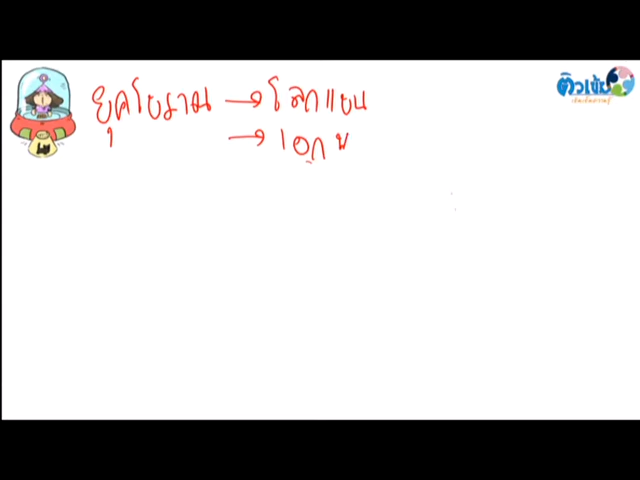 ยุคโบราณ → โลกแบน
→ เอก พ
ติวเข้ม